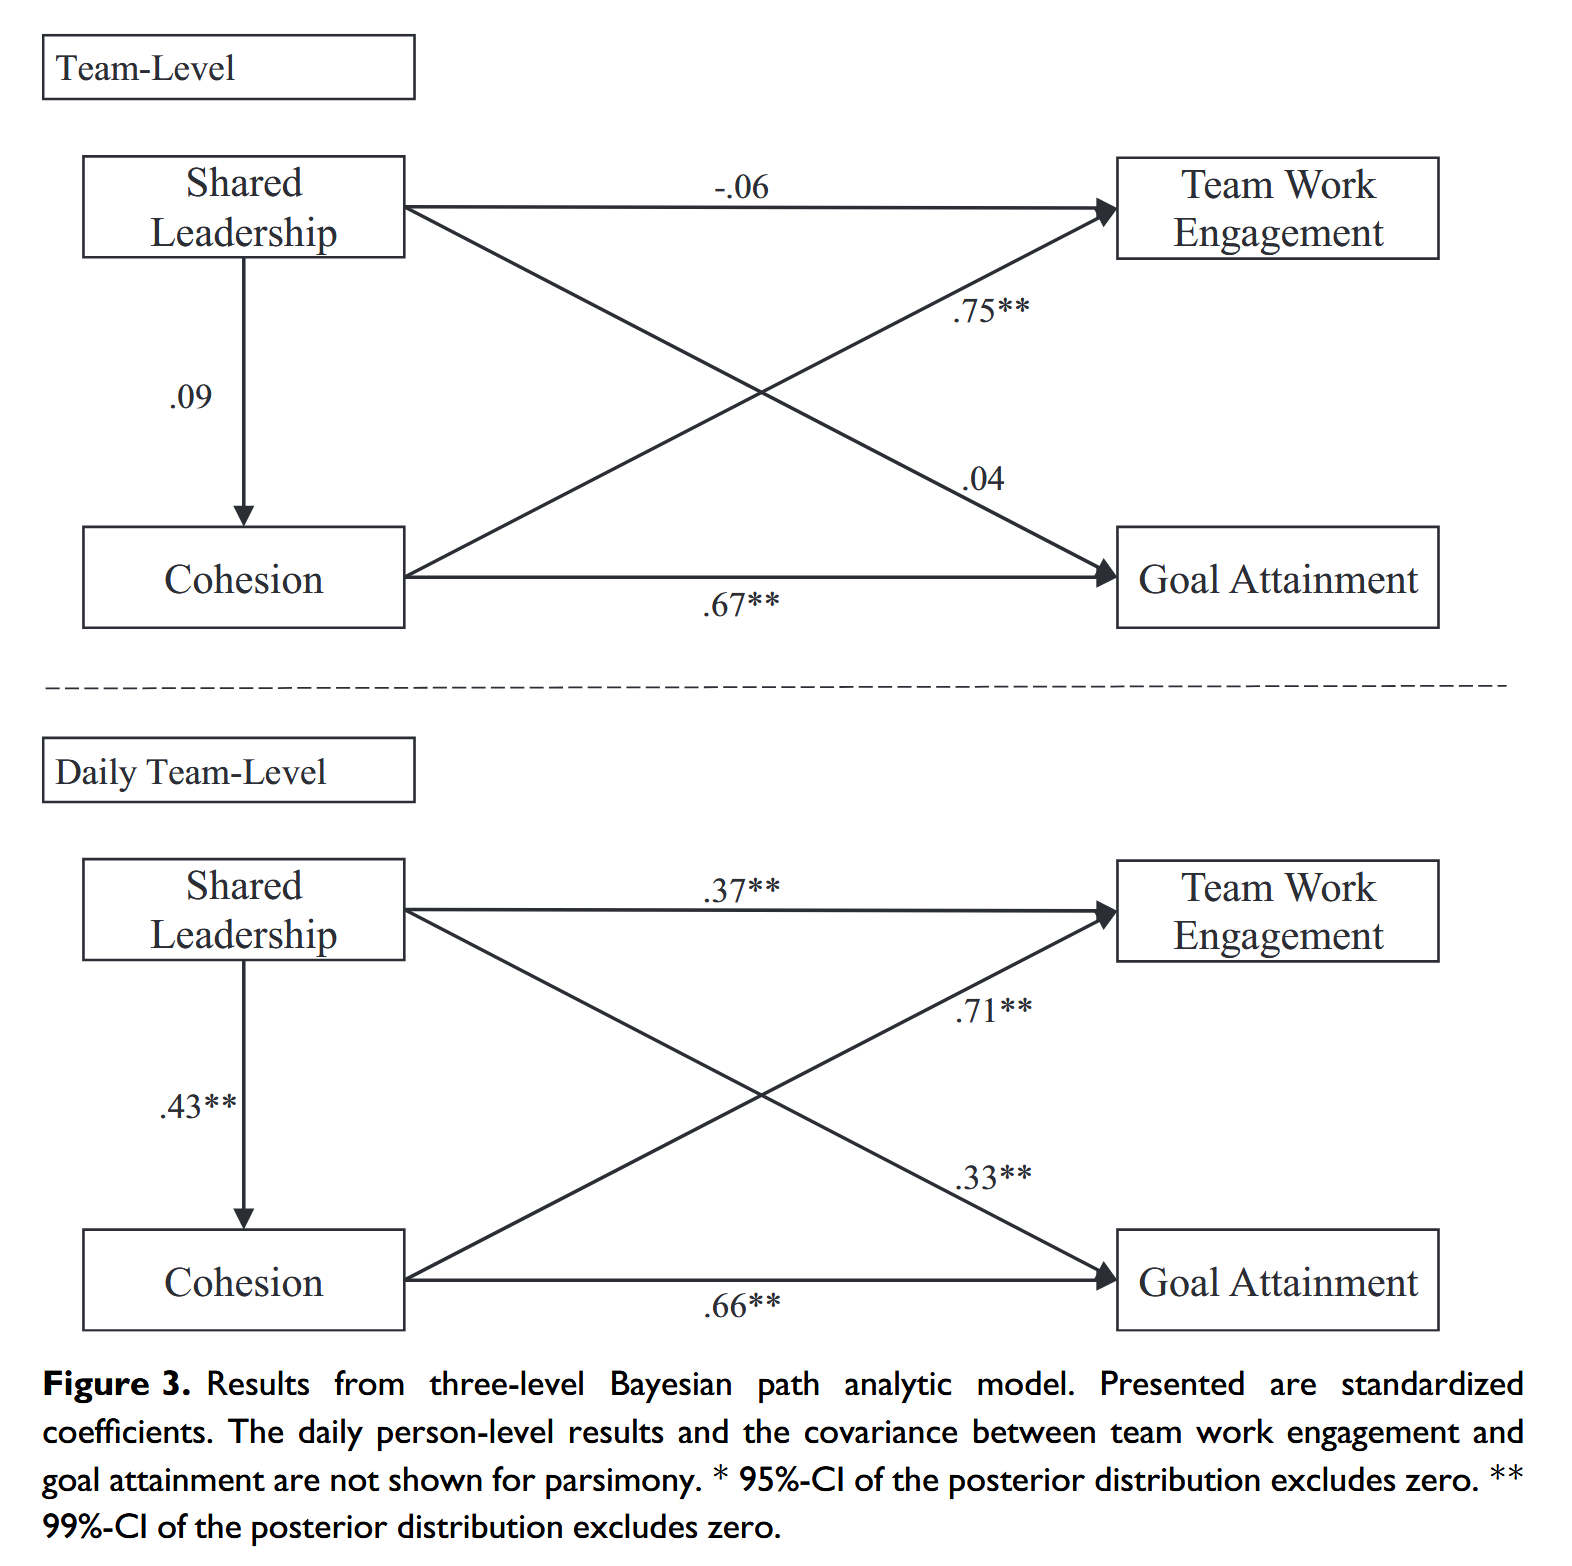 Team-Level
Shared
Leadership
-.06
Team Work
Engagement
.75**
.09
.04
Cohesion
.67**
Goal Attainment
Daily Team-Level
Shared
Leadership
.37**
Team Work
Engagement
.71**
.43**
.33**
Cohesion
.66**
Goal Attainment
Figure 3. Results from three-level Bayesian path analytic model. Presented are standardized
coefficients. The daily person-level results and the covariance between team work engagement and
goal attainment are not shown for parsimony. * 95%-CI of the posterior distribution excludes zero. **
99%-CI of the posterior distribution excludes zero.